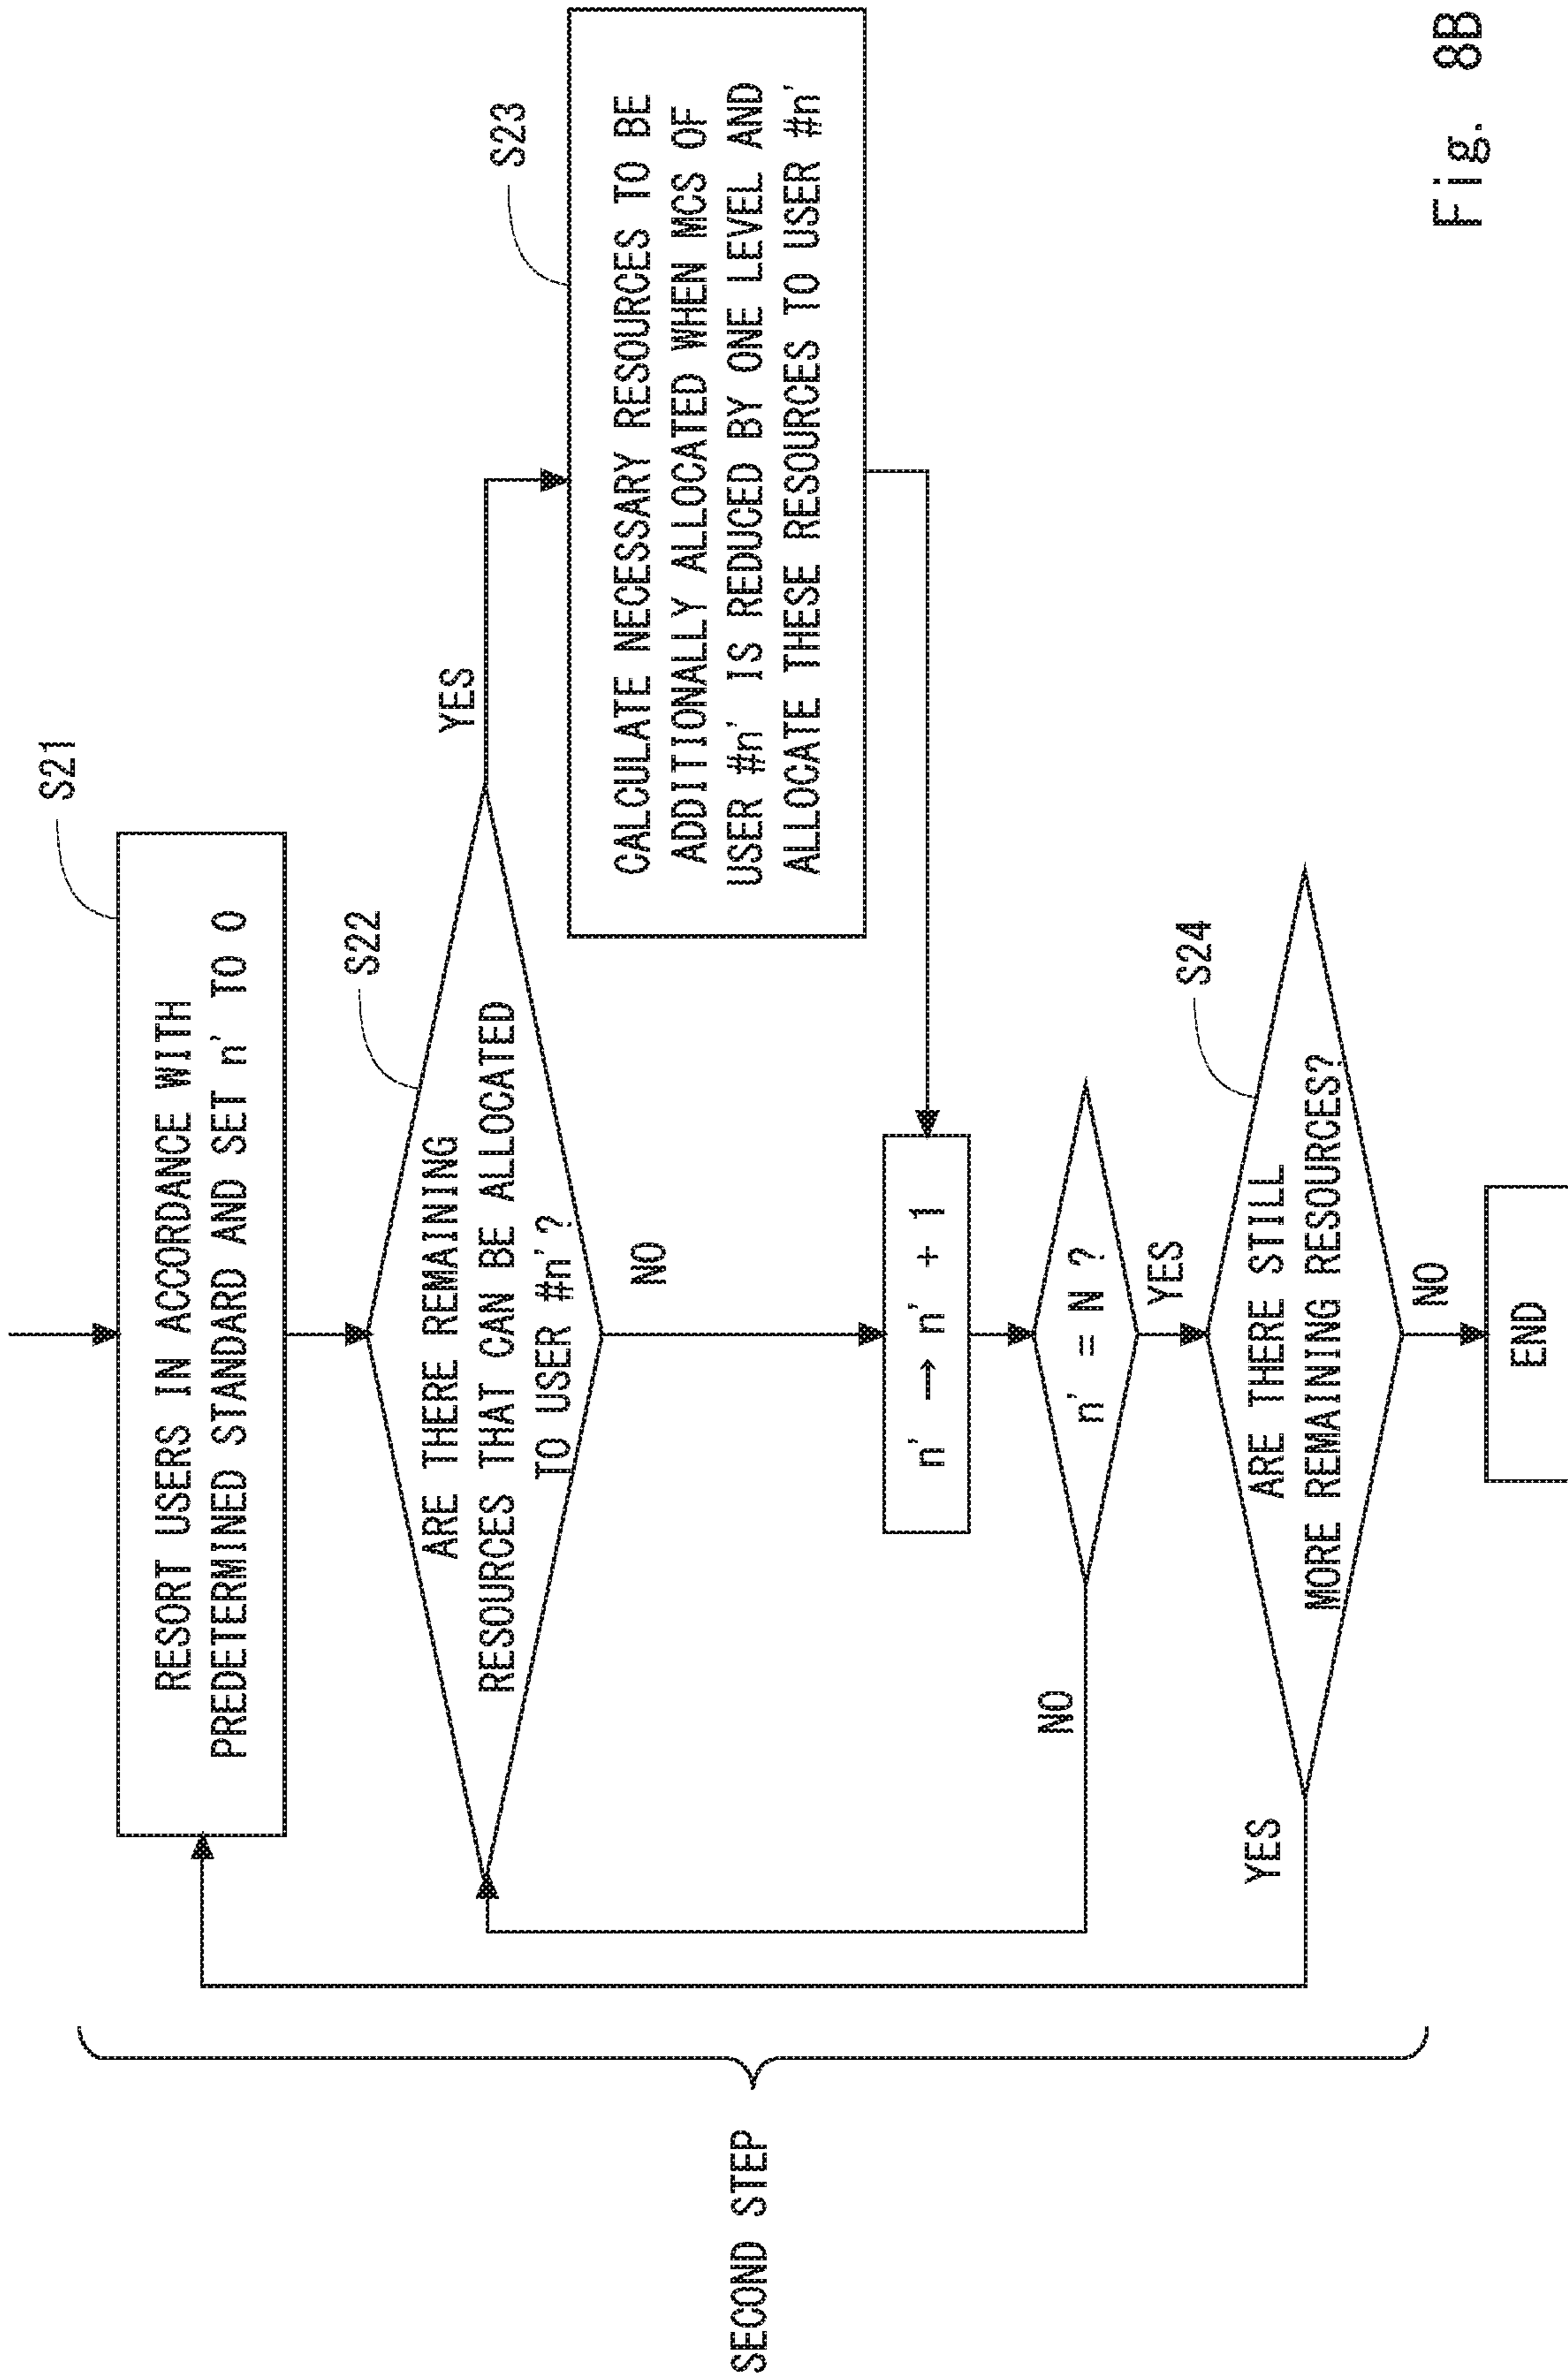 SECOND STEP
S21
RESORT USERS IN ACCORDANCE WITH
PREDETERMINED STANDARD AND SET n' TO 0
S22
ARE THERE REMAINING
RESOURCES THAT CAN BE ALLOCATED
TO USER #n'?
YES
NO
S23
CALCULATE NECESSARY RESOURCES TO BE
ADDITIONALLY ALLOCATED WHEN MCS OF
USER #n' IS REDUCED BY ONE LEVEL AND
ALLOCATE THESE RESOURCES TO USER #n'
n' → n' + 1
n' = N ?
NO
YES
S24
ARE THERE STILL
MORE REMAINING RESOURCES?
YES
NO
END
Fig. 8B